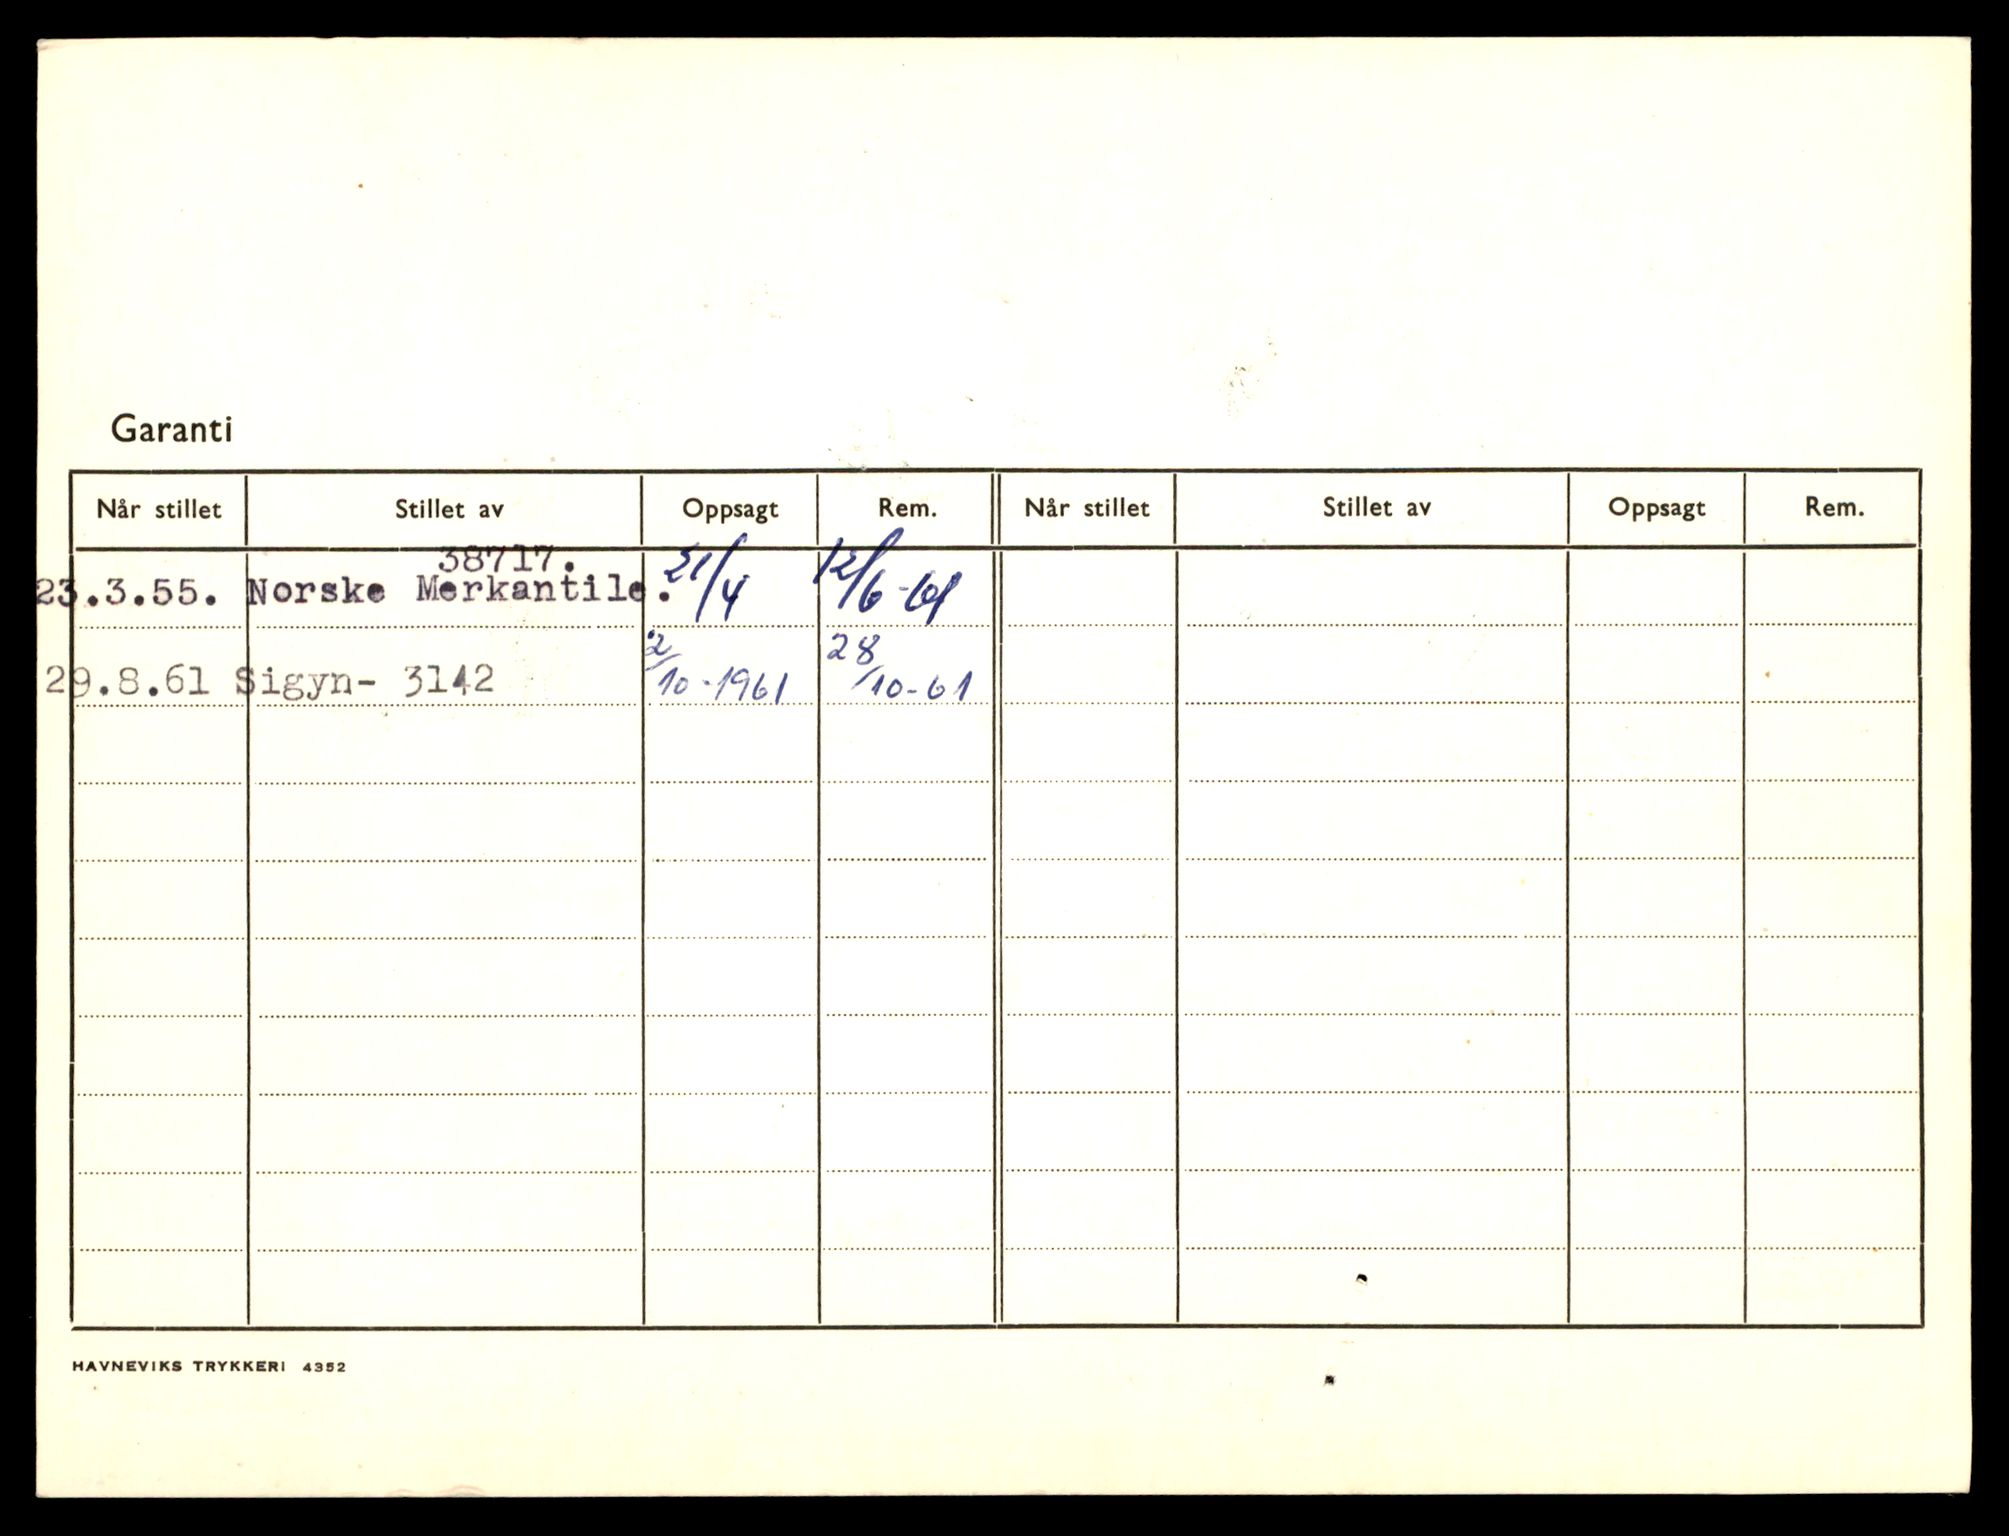 Garanti
Når stillet Stillet av Oppsagt Rem. Når stillet Stillet av Oppsagt Rem.
38717.
23.3.55. Norske Merkantile. 21/4 12/6-61
29.8.61 Sigyn- 3142 2/10-1961 28/10-61
HAVNEVIKS TRYKKERI 4352